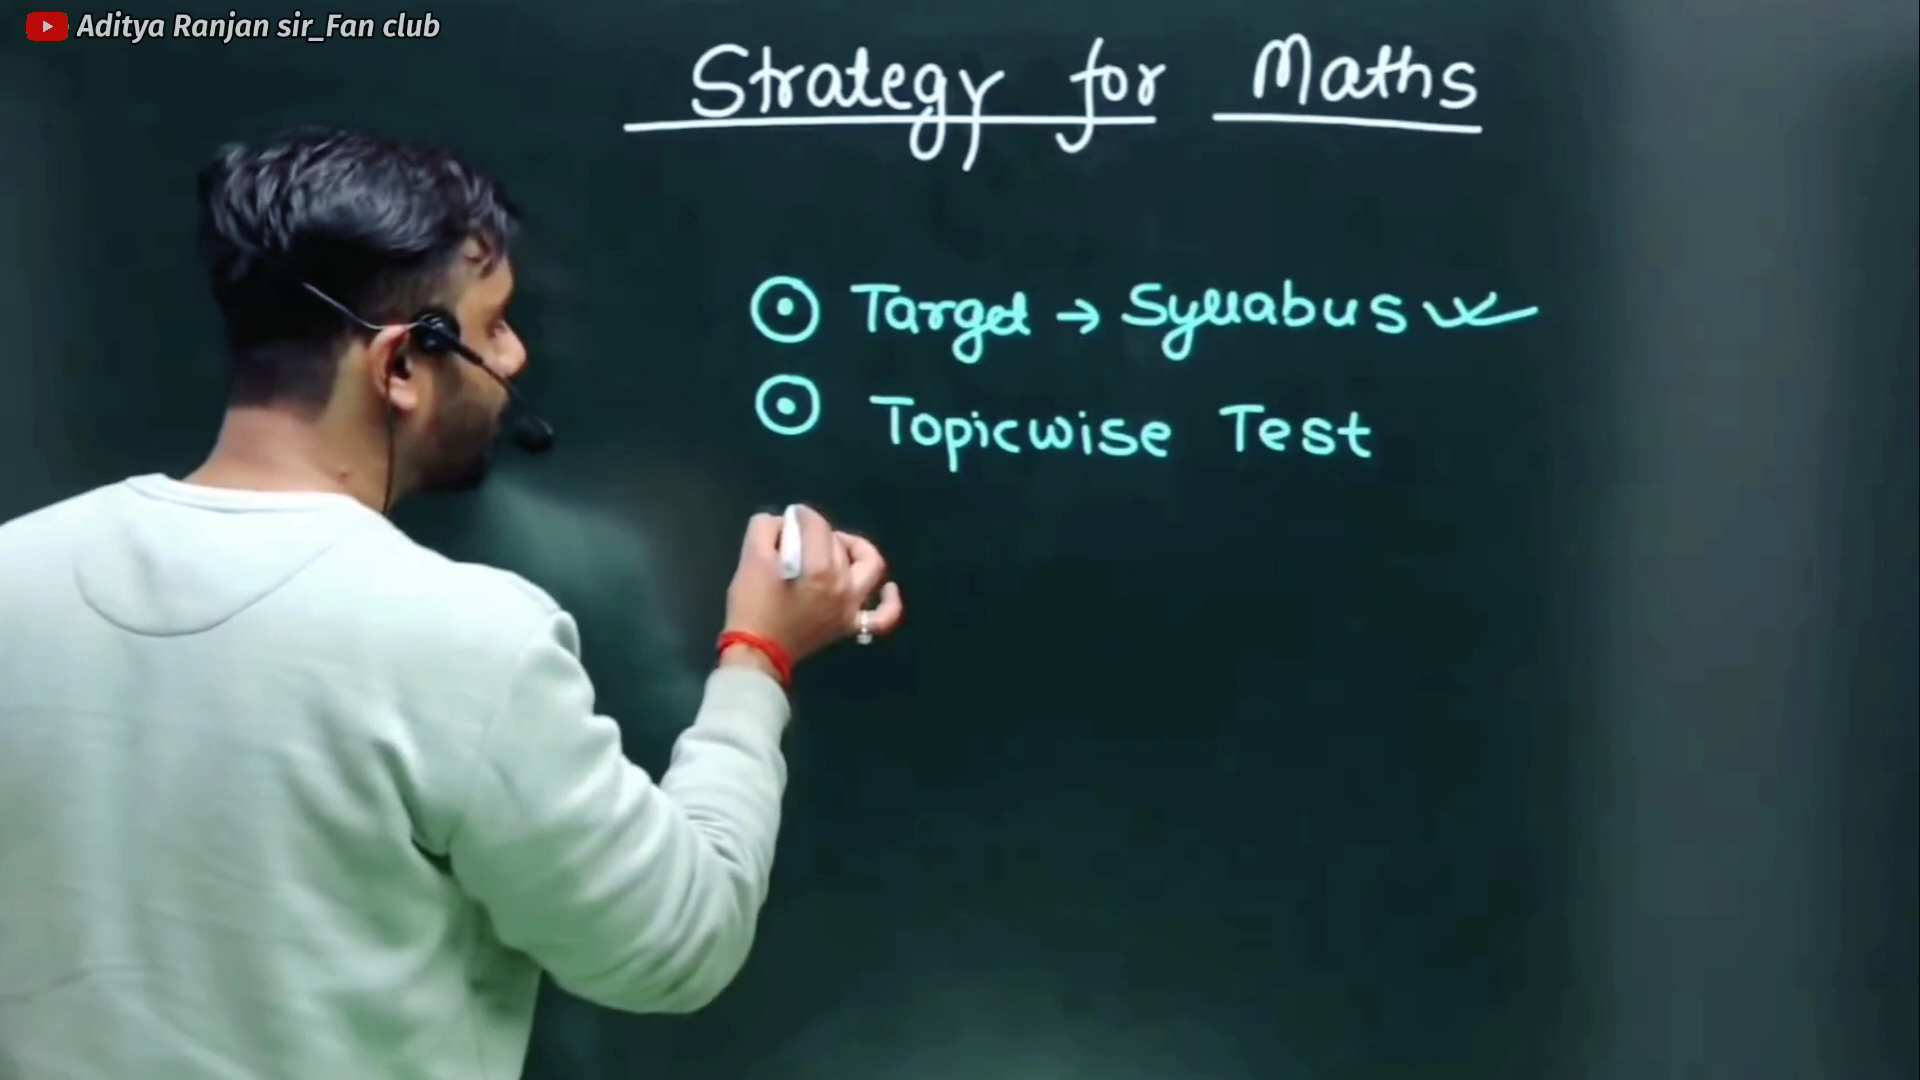 Aditya Ranjan sir_Fan club
Strategy for Maths
Target → Syllabus
Topicwise Test